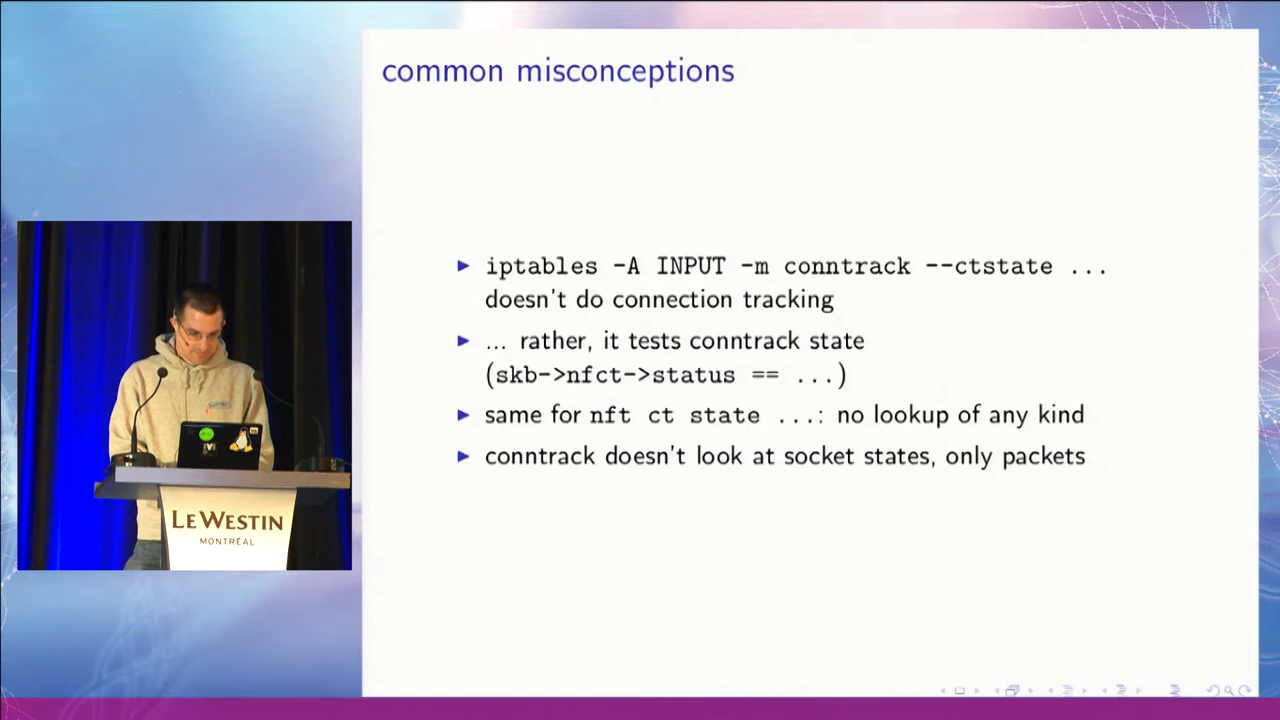 common misconceptions
▶ iptables -A INPUT -m conntrack --ctstate ...
doesn't do connection tracking
▶ ... rather, it tests conntrack state
(skb->nfct->status == ...)
▶ same for nft ct state ...: no lookup of any kind
▶ conntrack doesn't look at socket states, only packets
LE WESTIN
MONTRÉAL